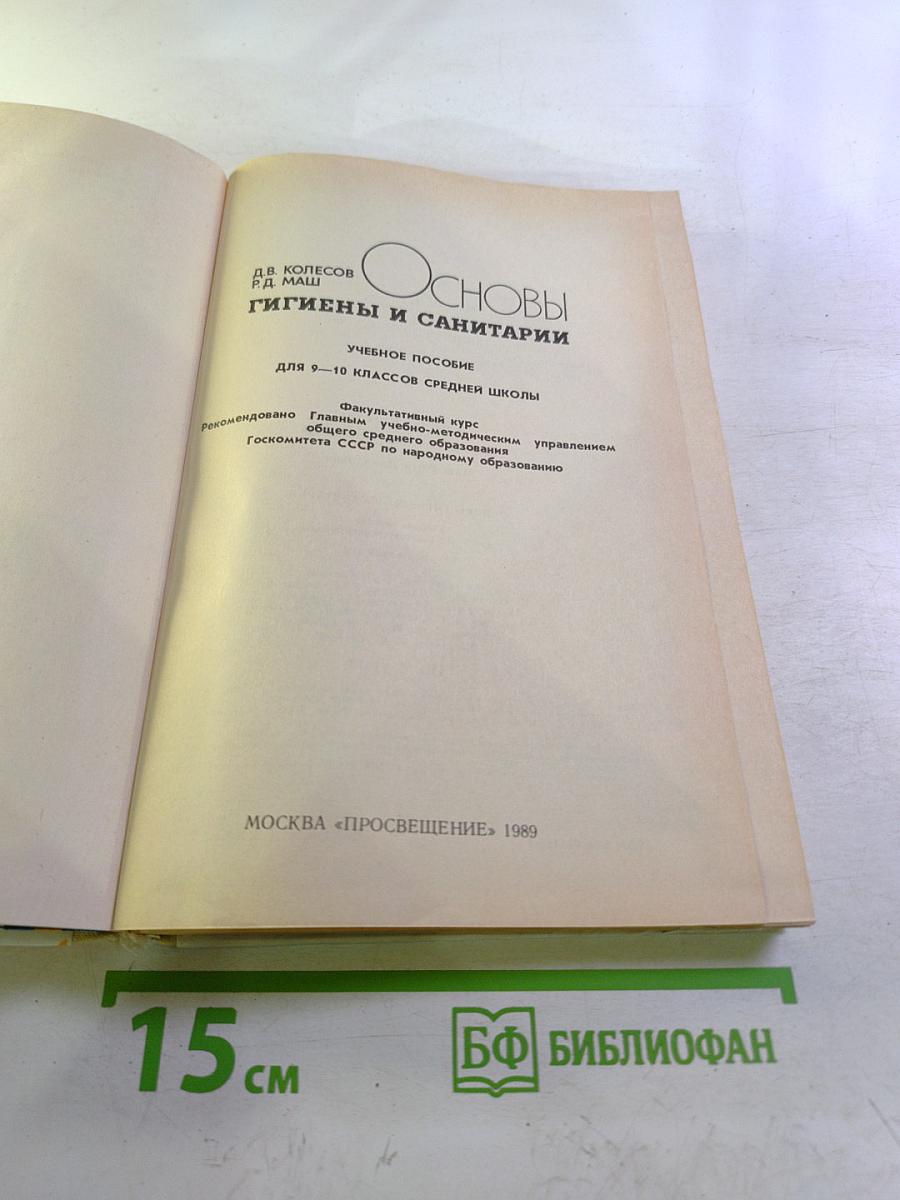 Д.В. КОЛЕСОВ
Р.Д. МАШ
Основы
ГИГИЕНЫ И САНИТАРИИ
УЧЕБНОЕ ПОСОБИЕ
ДЛЯ 9—10 КЛАССОВ СРЕДНЕЙ ШКОЛЫ
Факультативный курс
Рекомендовано Главным учебно-методическим управлением
общего среднего образования
Госкомитета СССР по народному образованию
МОСКВА «ПРОСВЕЩЕНИЕ» 1989
15 см
БФ БИБЛИОФАН